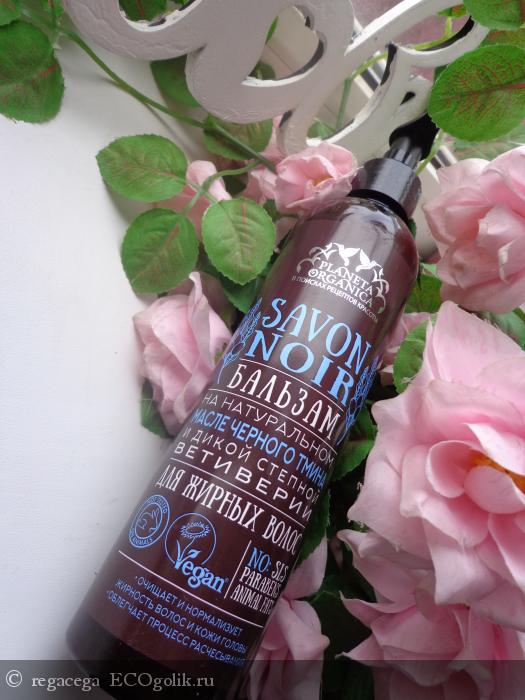 PLANETA
ORGANICA
В ПОИСКАХ РЕЦЕПТОВ КРАСОТЫ
SAVON
NOIR
БАЛЬЗАМ
НА НАТУРАЛЬНОМ
МАСЛЕ ЧЕРНОГО ТМИНА
И ДИКОЙ СТЕПНОЙ
ВЕТИВЕРИИ
ДЛЯ ЖИРНЫХ ВОЛОС
Vegan
NO: SLS
PARABENS
ANIMAL
• ОЧИЩАЕТ И НОРМАЛИЗУЕТ
ЖИРНОСТЬ ВОЛОС И КОЖИ ГОЛОВЫ
• ОБЛЕГЧАЕТ ПРОЦЕСС РАСЧЕСЫВАНИЯ
© regacega ECOgolik.ru